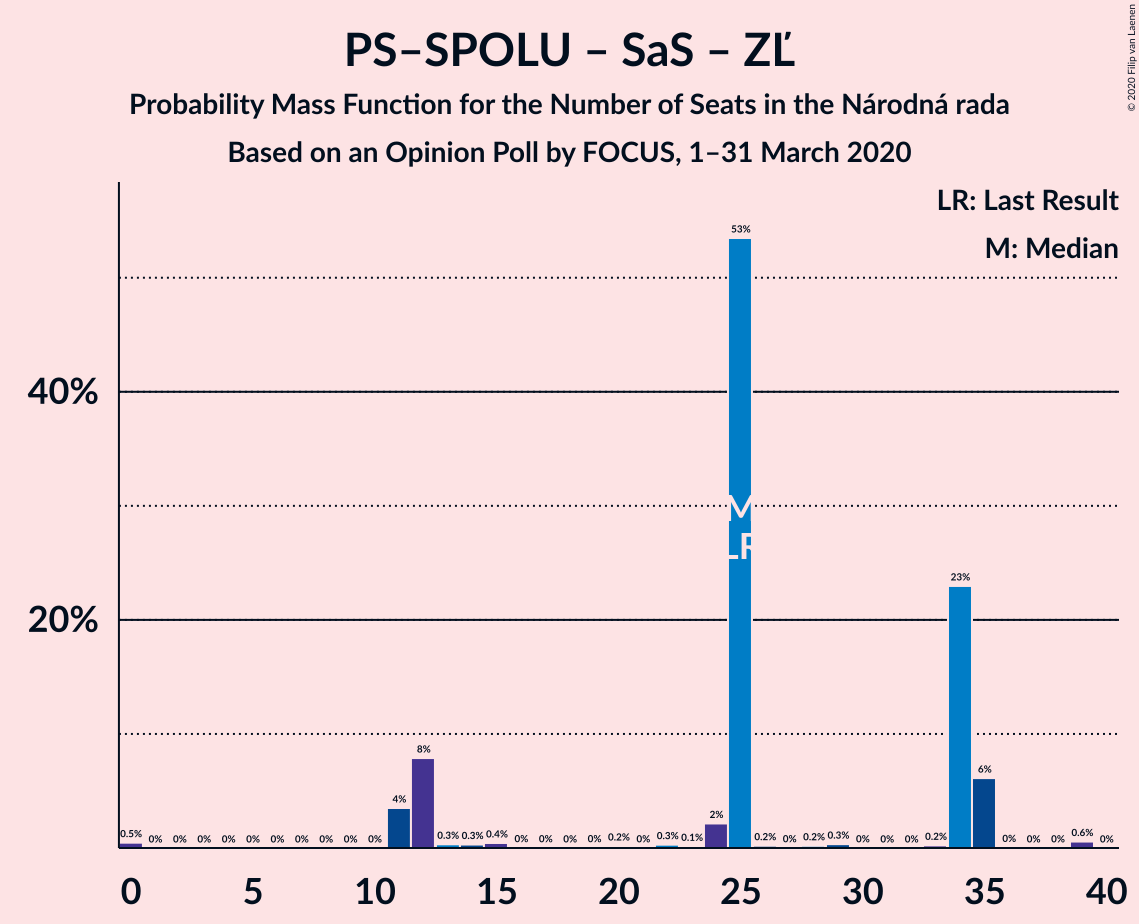 PS–SPOLU – SaS – ZĽ
Probability Mass Function for the Number of Seats in the Národná rada
Based on an Opinion Poll by FOCUS, 1–31 March 2020
© 2020 Filip van Laenen
LR: Last Result
M: Median
40%
20%
0.5% 0% 0% 0% 0% 0% 0% 0% 0% 0% 0% 4% 8% 0.3% 0.3% 0.4% 0% 0% 0% 0% 0.2% 0% 0.3% 0.1% 2% 53% 0.2% 0% 0.2% 0.3% 0% 0% 0% 0.2% 23% 6% 0% 0% 0% 0.6% 0%
M
LR
0 5 10 15 20 25 30 35 40